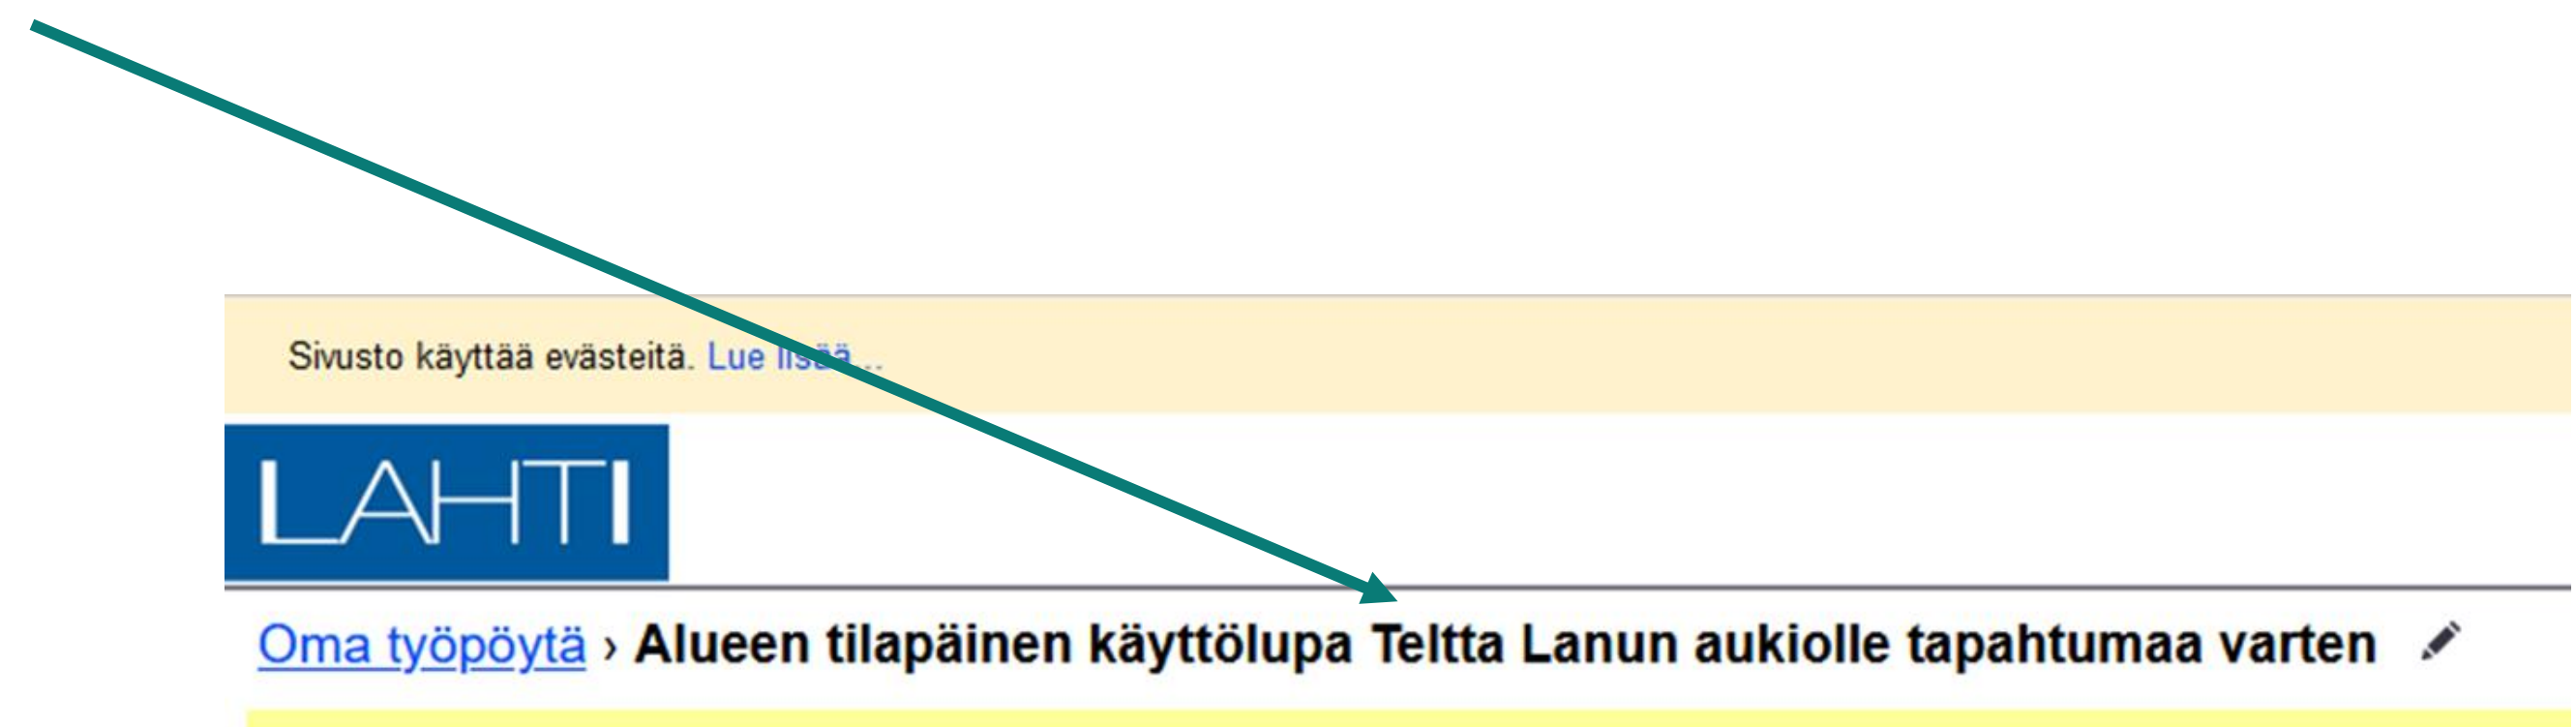 Sivusto käyttää evästeitä. Lue lisää...
LAHTI
Oma työpöytä › Alueen tilapäinen käyttölupa Teltta Lanun aukiolle tapahtumaa varten